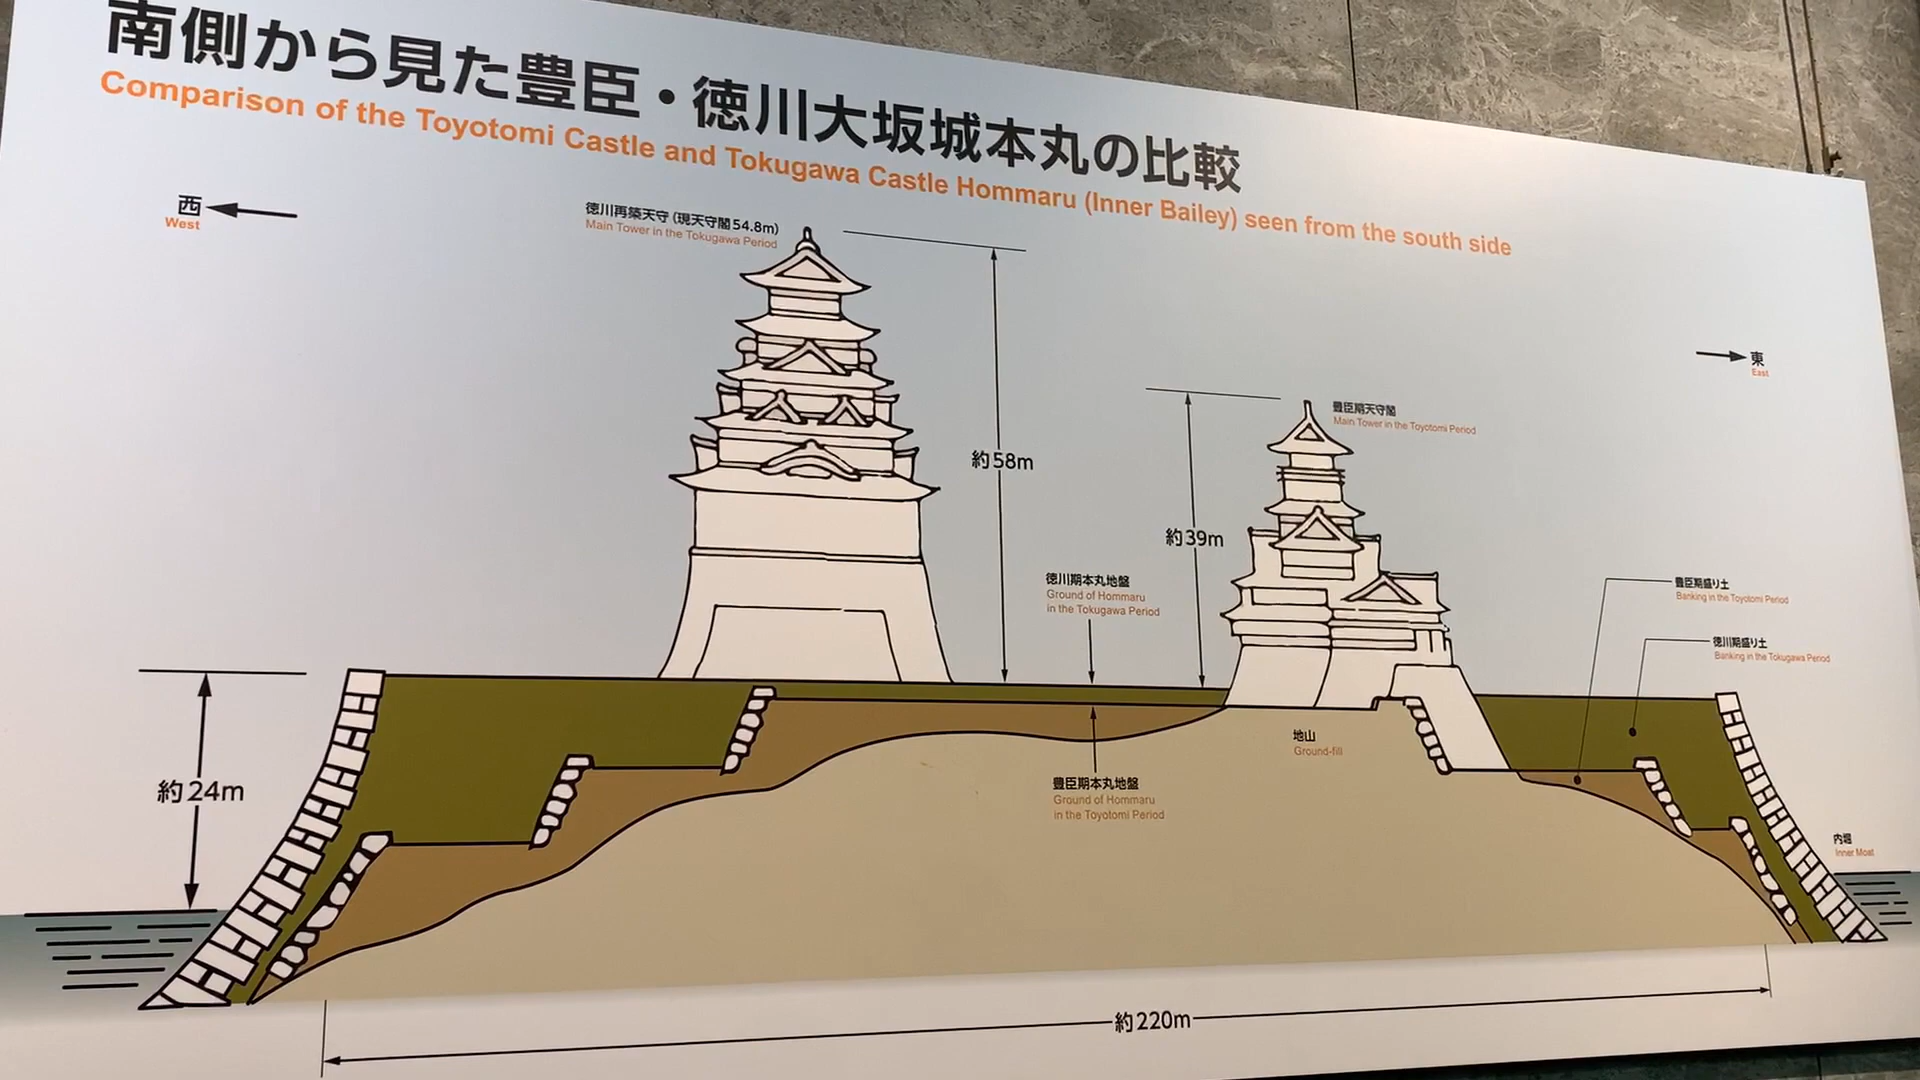 南側から見た豊臣・徳川大坂城本丸の比較
Comparison of the Toyotomi Castle and Tokugawa Castle Hommaru (Inner Bailey) seen from the south side
西
West
徳川再築天守 (現天守閣54.8m)
Main Tower in the Tokugawa Period
東
East
豊臣期天守閣
Main Tower in the Toyotomi Period
約58m
約39m
徳川期本丸地盤
Ground of Hommaru
in the Tokugawa Period
豊臣期盛り土
Banking in the Toyotomi Period
徳川期盛り土
Banking in the Tokugawa Period
約24m
地山
Ground-fill
豊臣期本丸地盤
Ground of Hommaru
in the Toyotomi Period
内堀
Inner Moat
約220m